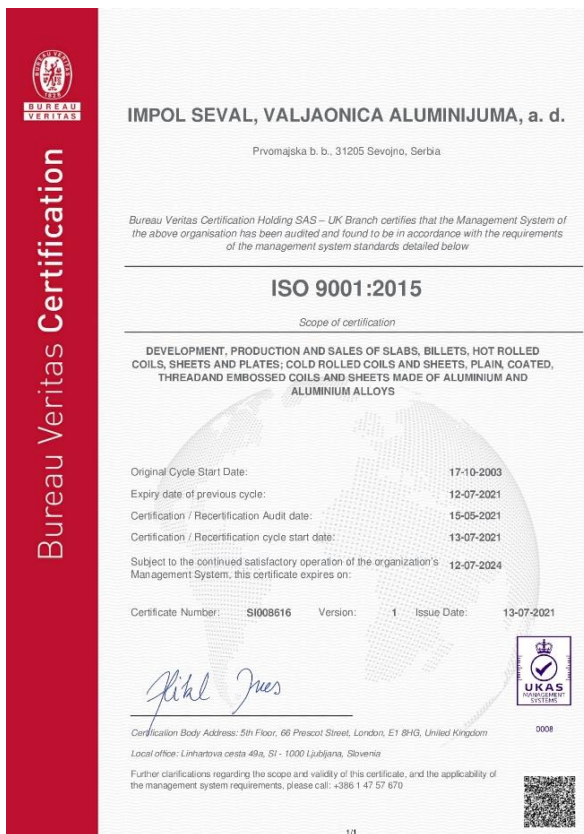 BUREAU VERITAS
1828
BUREAU
VERITAS
Bureau Veritas Certification
IMPOL SEVAL, VALJAONICA ALUMINIJUMA, a. d.
Prvomajska b. b., 31205 Sevojno, Serbia
Bureau Veritas Certification Holding SAS – UK Branch certifies that the Management System of
the above organisation has been audited and found to be in accordance with the requirements
of the management system standards detailed below
ISO 9001:2015
Scope of certification
DEVELOPMENT, PRODUCTION AND SALES OF SLABS, BILLETS, HOT ROLLED
COILS, SHEETS AND PLATES; COLD ROLLED COILS AND SHEETS, PLAIN, COATED,
THREADAND EMBOSSED COILS AND SHEETS MADE OF ALUMINIUM AND
ALUMINIUM ALLOYS
Original Cycle Start Date: 17-10-2003
Expiry date of previous cycle: 12-07-2021
Certification / Recertification Audit date: 15-05-2021
Certification / Recertification cycle start date: 13-07-2021
Subject to the continued satisfactory operation of the organization's
Management System, this certificate expires on: 12-07-2024
Certificate Number: SI008616 Version: 1 Issue Date: 13-07-2021
UKAS
MANAGEMENT
SYSTEMS
0008
Certification Body Address: 5th Floor, 66 Prescot Street, London, E1 8HG, United Kingdom
Local office: Linhartova cesta 49a, SI - 1000 Ljubljana, Slovenia
Further clarifications regarding the scope and validity of this certificate, and the applicability of
the management system requirements, please call: +386 1 47 57 670
1/1